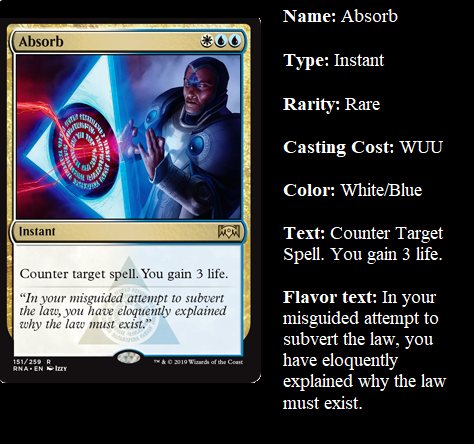 Absorb
Instant
Counter target spell. You gain 3 life.
"In your misguided attempt to subvert
the law, you have eloquently explained
why the law must exist."
151/259 R
RNA • EN Izzy
™ & © 2019 Wizards of the Coast
Name: Absorb
Type: Instant
Rarity: Rare
Casting Cost: WUU
Color: White/Blue
Text: Counter Target
Spell. You gain 3 life.
Flavor text: In your
misguided attempt to
subvert the law, you
have eloquently
explained why the law
must exist.